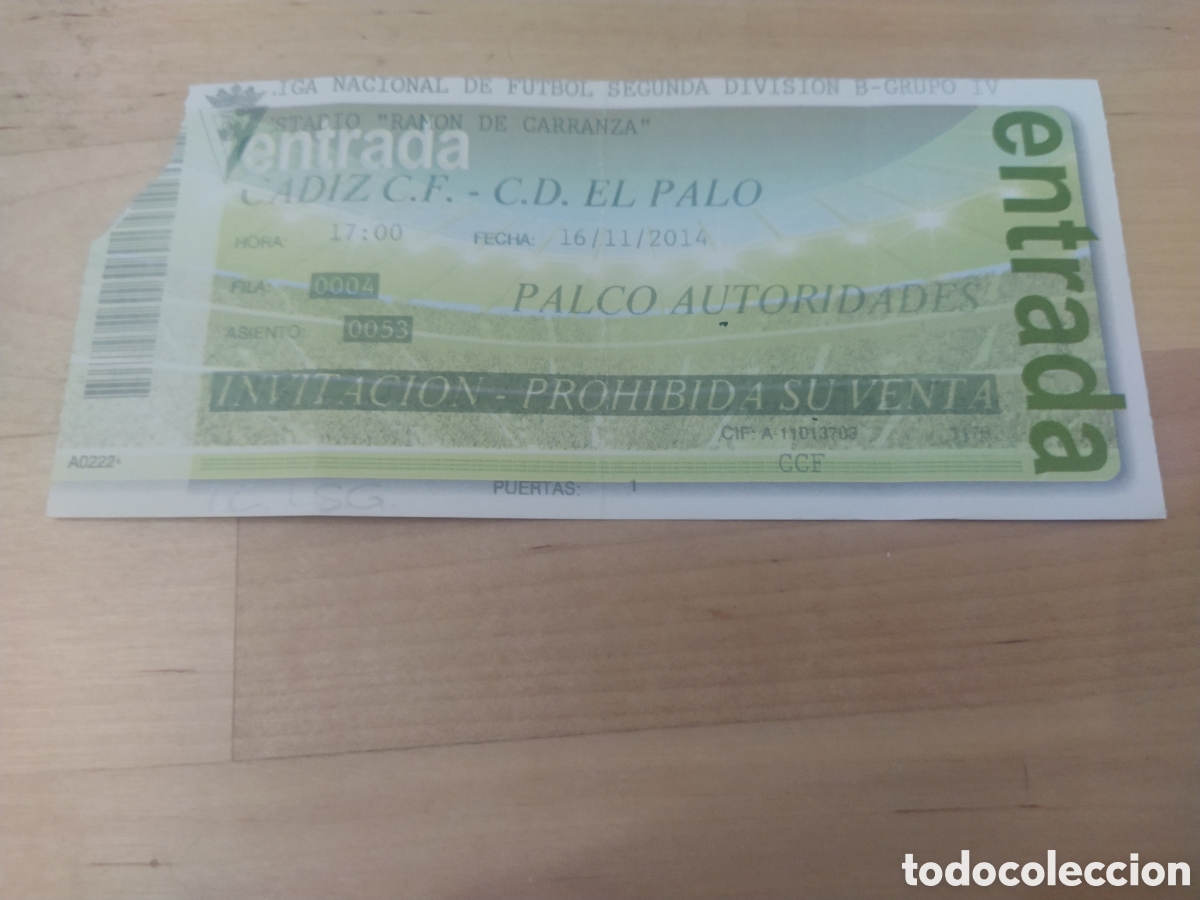 .IGA NACIONAL DE FUTBOL SEGUNDA DIVISION B-GRUPO IV
ESTADIO "RAMON DE CARRANZA"
entrada
CADIZ C.F. - C.D. EL PALO
HORA: 17:00 FECHA: 16/11/2014
FILA: 0004 PALCO AUTORIDADES
ASIENTO: 0053
INVITACION - PROHIBIDA SU VENTA
CIF: A-11013703
A0222
CCF
PUERTAS: 1
entrada
todocoleccion